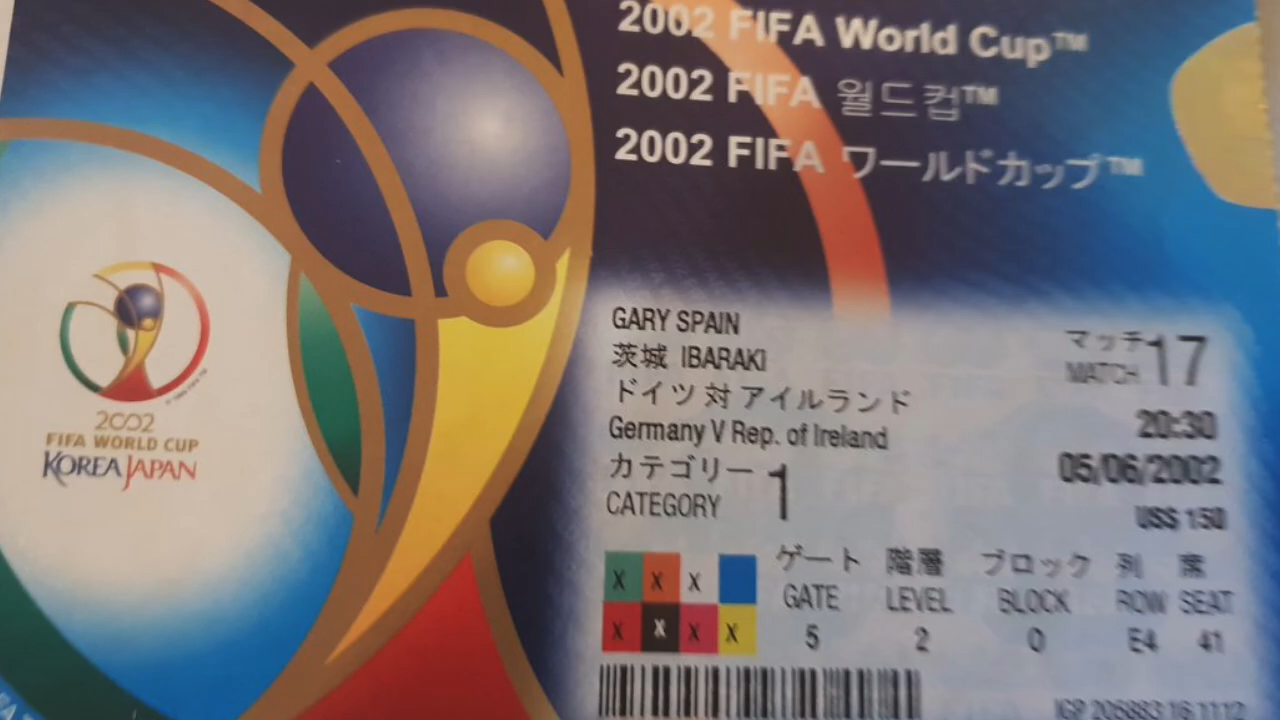 2002 FIFA World Cup™
2002 FIFA 월드컵™
2002 FIFA ワールドカップ™
2002
FIFA WORLD CUP
KOREA JAPAN
GARY SPAIN
茨城 IBARAKI
ドイツ 対 アイルランド
Germany V Rep. of Ireland
カテゴリー 1
CATEGORY
マッチ 17
MATCH
20:30
05/06/2002
US$ 150
X X X
X X X X
ゲート 階層 ブロック 列 席
GATE LEVEL BLOCK ROW SEAT
5 2 0 E4 41